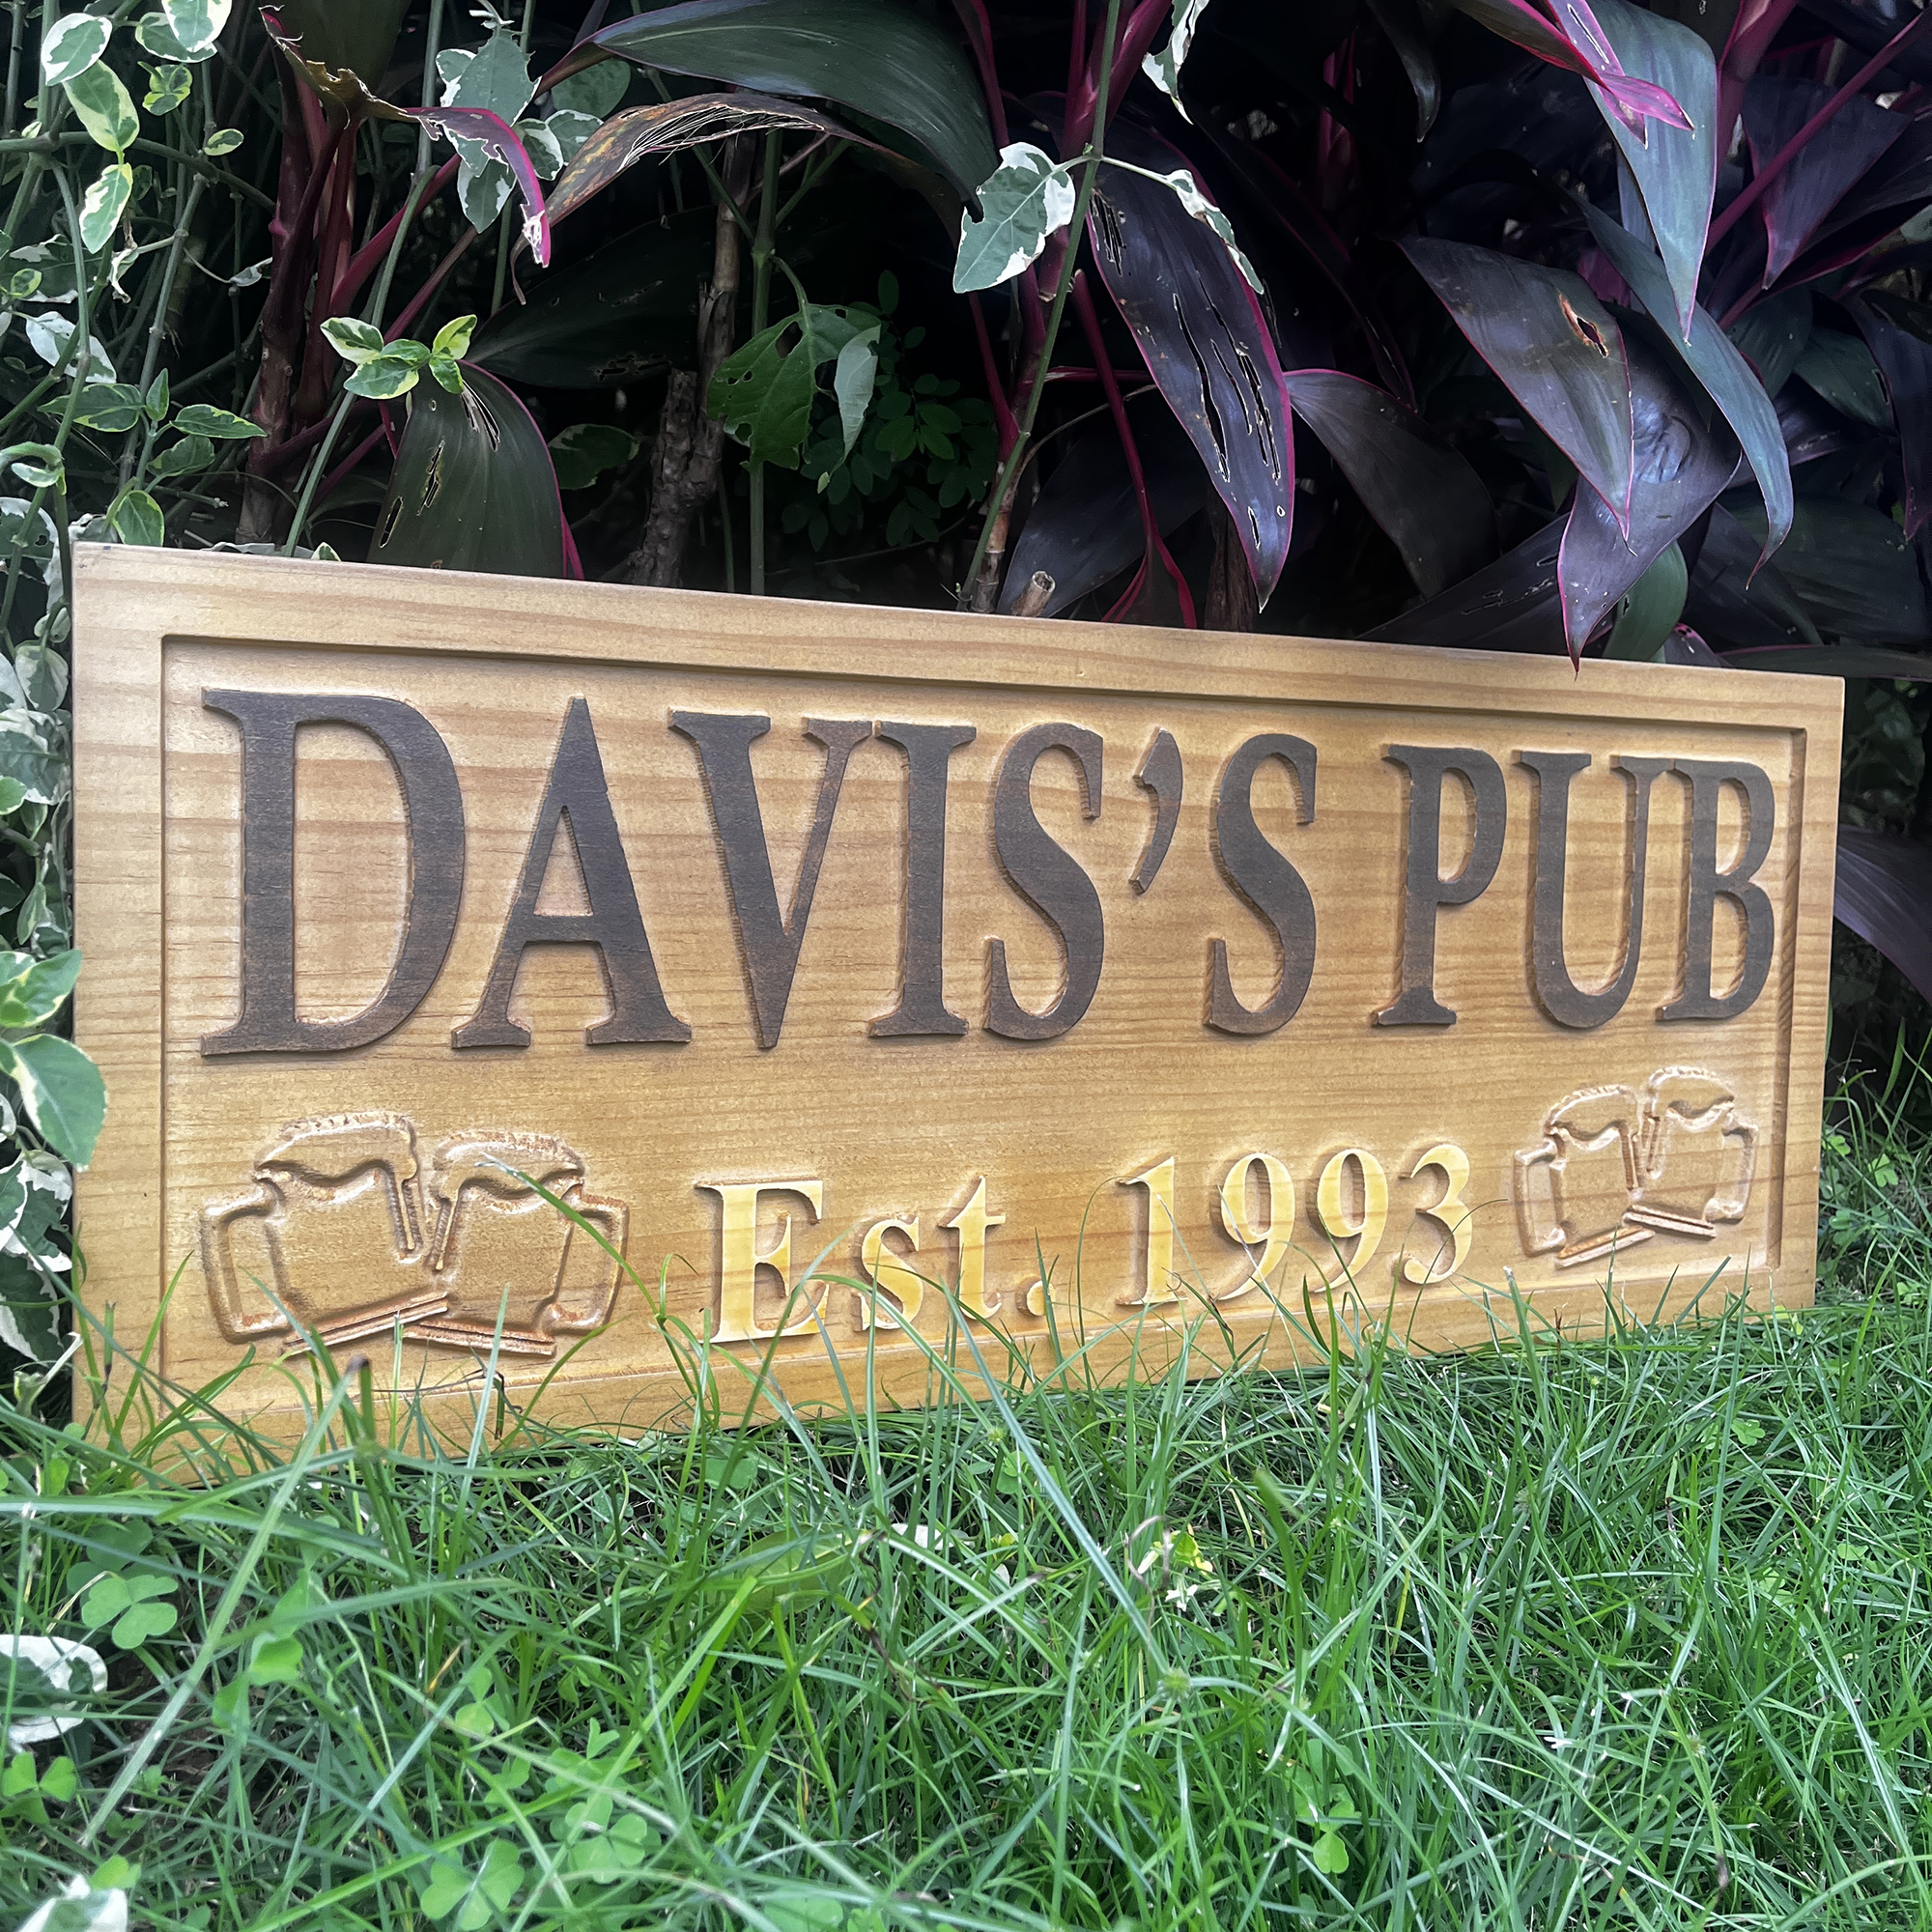 DAVIS’S PUB
Est. 1993